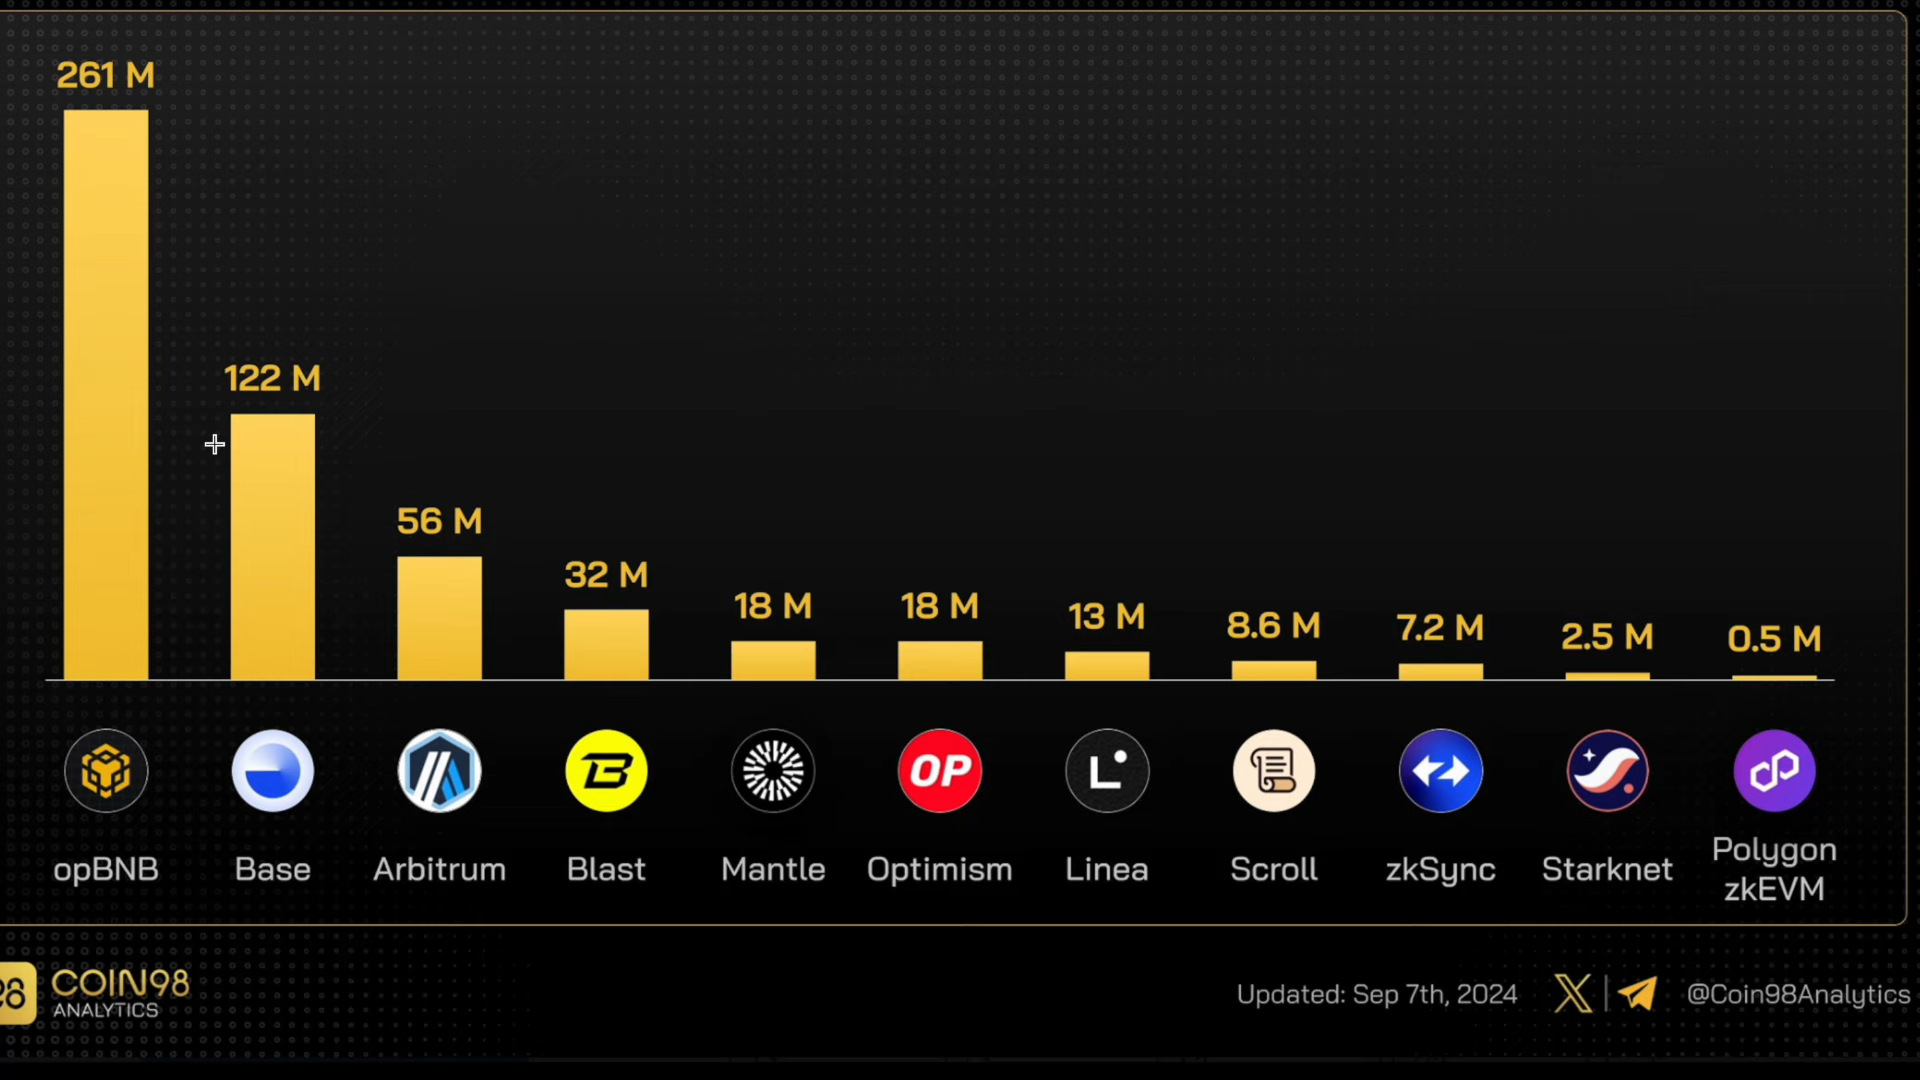 261 M
122 M
56 M
32 M
18 M
18 M
13 M
8.6 M
7.2 M
2.5 M
0.5 M
OP
opBNB
Base
Arbitrum
Blast
Mantle
Optimism
Linea
Scroll
zkSync
Starknet
Polygon
zkEVM
98
COIN98
ANALYTICS
Updated: Sep 7th, 2024
@Coin98Analytics